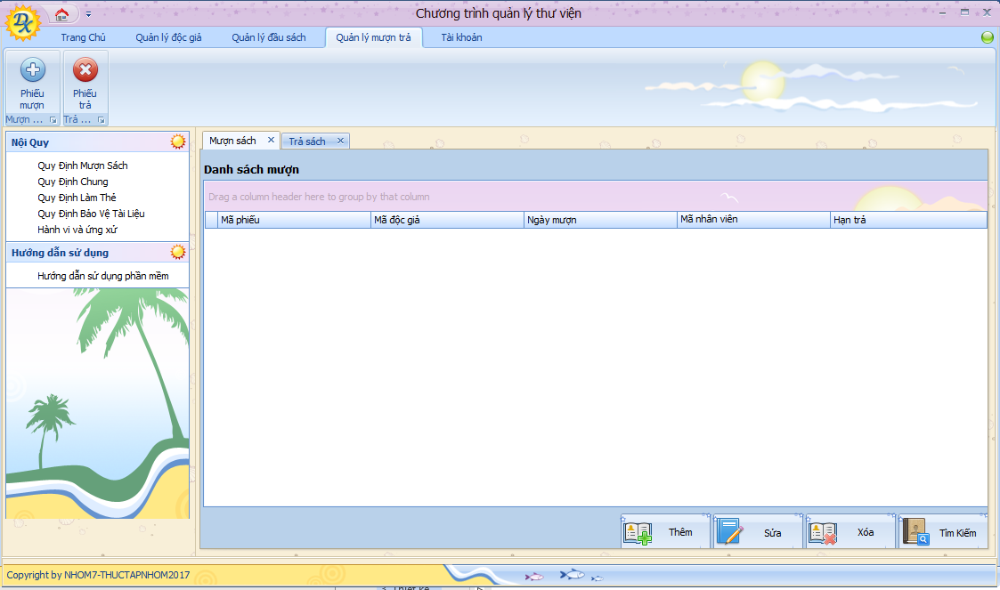 Chương trình quản lý thư viện
Trang Chủ Quản lý độc giả Quản lý đầu sách Quản lý mượn trả Tài khoản
Phiếu mượn
Phiếu trả
Mượn ... Trả ...
Nội Quy
Quy Định Mượn Sách
Quy Định Chung
Quy Định Làm Thẻ
Quy Định Bảo Vệ Tài Liệu
Hành vi và ứng xử
Hướng dẫn sử dụng
Hướng dẫn sử dụng phần mềm
Mượn sách Trả sách
Danh sách mượn
Drag a column header here to group by that column
Mã phiếu Mã độc giả Ngày mượn Mã nhân viên Hạn trả
Thêm Sửa Xóa Tìm Kiếm
Copyright by NHOM7-THUCTAPNHOM2017